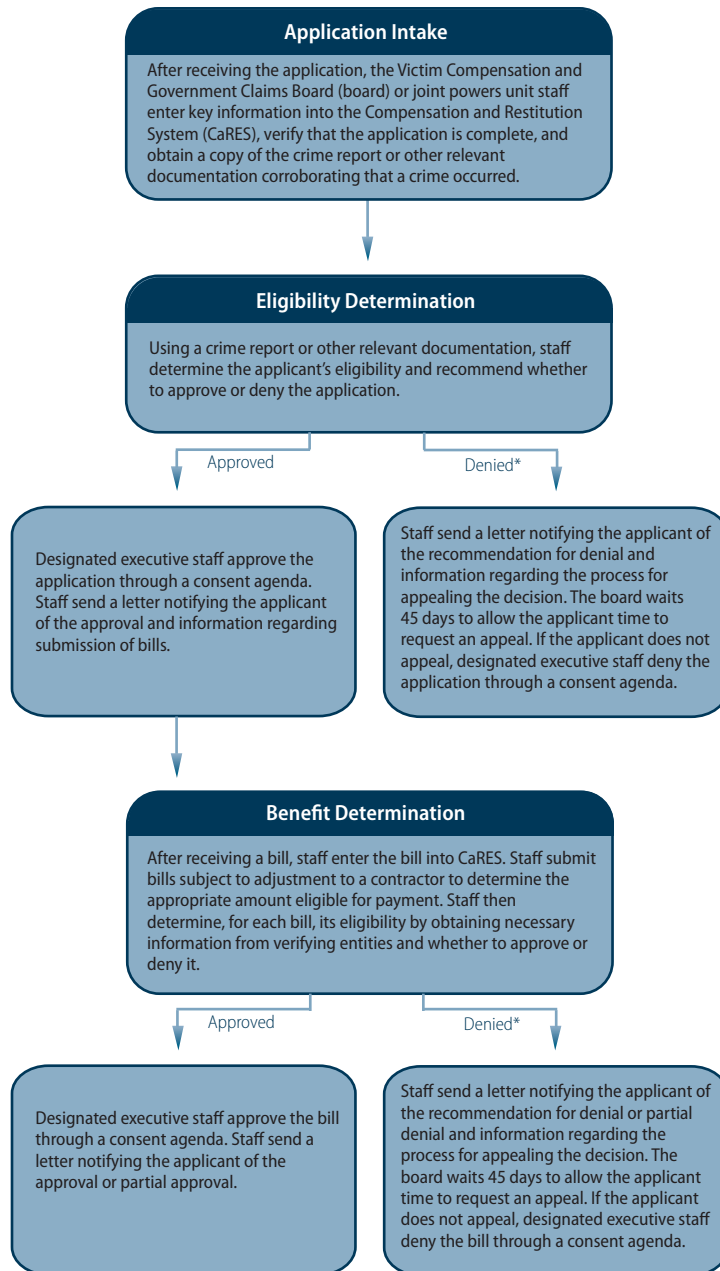 Application Intake
After receiving the application, the Victim Compensation and
Government Claims Board (board) or joint powers unit staff
enter key information into the Compensation and Restitution
System (CaRES), verify that the application is complete, and
obtain a copy of the crime report or other relevant
documentation corroborating that a crime occurred.
Eligibility Determination
Using a crime report or other relevant documentation, staff
determine the applicant's eligibility and recommend whether
to approve or deny the application.
Approved
Denied*
Designated executive staff approve the
application through a consent agenda.
Staff send a letter notifying the applicant
of the approval and information regarding
submission of bills.
Staff send a letter notifying the applicant of
the recommendation for denial and
information regarding the process for
appealing the decision. The board waits
45 days to allow the applicant time to
request an appeal. If the applicant does not
appeal, designated executive staff deny the
application through a consent agenda.
Benefit Determination
After receiving a bill, staff enter the bill into CaRES. Staff submit
bills subject to adjustment to a contractor to determine the
appropriate amount eligible for payment. Staff then
determine, for each bill, its eligibility by obtaining necessary
information from verifying entities and whether to approve or
deny it.
Approved
Denied*
Designated executive staff approve the bill
through a consent agenda. Staff send a
letter notifying the applicant of the
approval or partial approval.
Staff send a letter notifying the applicant of
the recommendation for denial or partial
denial and information regarding the
process for appealing the decision. The
board waits 45 days to allow the applicant
time to request an appeal. If the applicant
does not appeal, designated executive staff
deny the bill through a consent agenda.